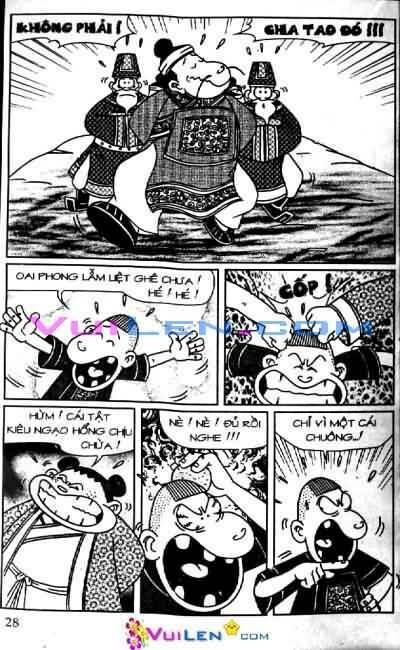 KHÔNG PHẢI !
CHA TAO ĐÓ !!!
OAI PHONG LẪM LIỆT GHÊ CHƯA !
HÉ ! HÉ !
CỐP !
VuiLen.com
HỪM ! CÁI TẬT
KIÊU NGẠO HỔNG CHỊU
CHỪA !
NÈ ! NÈ ! ĐỦ RỒI
NGHE !!!
CHỈ VÌ MỘT CÁI
CHUÔNG...!
28
VuiLen.com